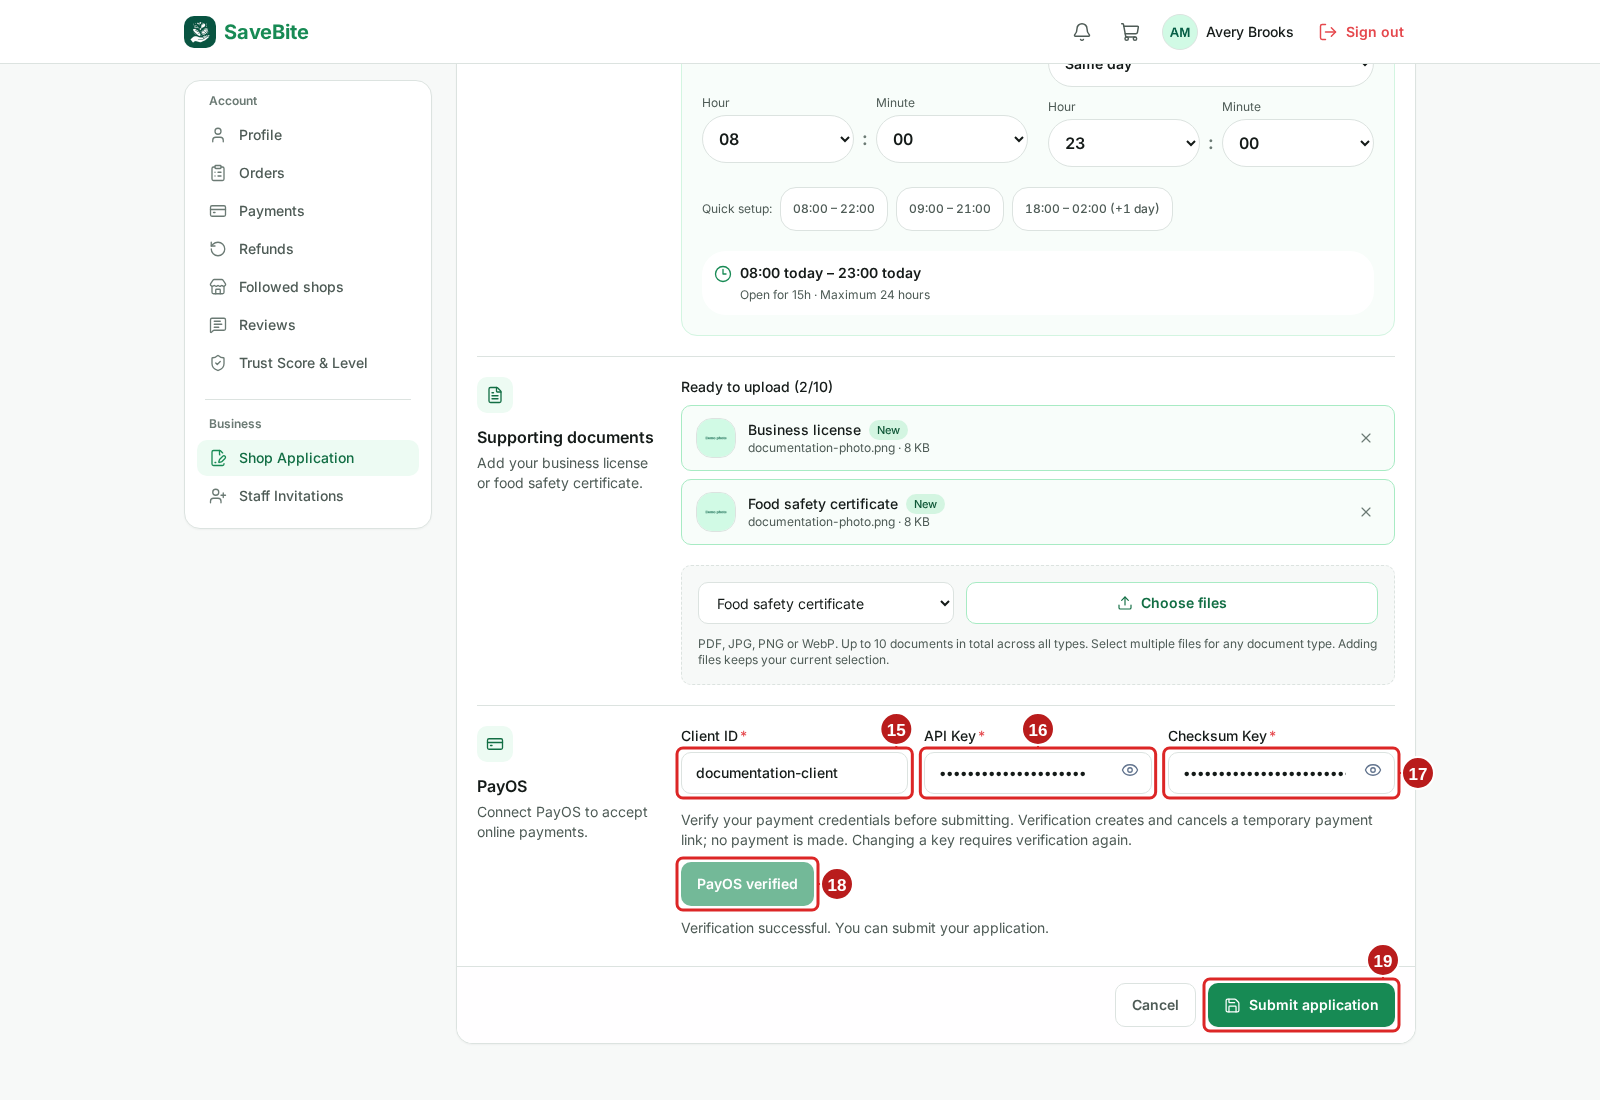 SaveBite
AM
Avery Brooks
Sign out
Account
Profile
Orders
Payments
Refunds
Followed shops
Reviews
Trust Score & Level
Business
Shop Application
Staff Invitations
Same day
Hour
Minute
Hour
Minute
08
:
00
23
:
00
Quick setup:
08:00 – 22:00
09:00 – 21:00
18:00 – 02:00 (+1 day)
08:00 today – 23:00 today
Open for 15h · Maximum 24 hours
Supporting documents
Add your business license
or food safety certificate.
Ready to upload (2/10)
Business license
New
documentation-photo.png · 8 KB
Food safety certificate
New
documentation-photo.png · 8 KB
Food safety certificate
Choose files
PDF, JPG, PNG or WebP. Up to 10 documents in total across all types. Select multiple files for any document type. Adding
files keeps your current selection.
PayOS
Connect PayOS to accept
online payments.
Client ID *
15
API Key *
16
Checksum Key *
documentation-client
•••••••••••••••••••••
•••••••••••••••••••••••
17
Verify your payment credentials before submitting. Verification creates and cancels a temporary payment
link; no payment is made. Changing a key requires verification again.
PayOS verified
18
Verification successful. You can submit your application.
19
Cancel
Submit application